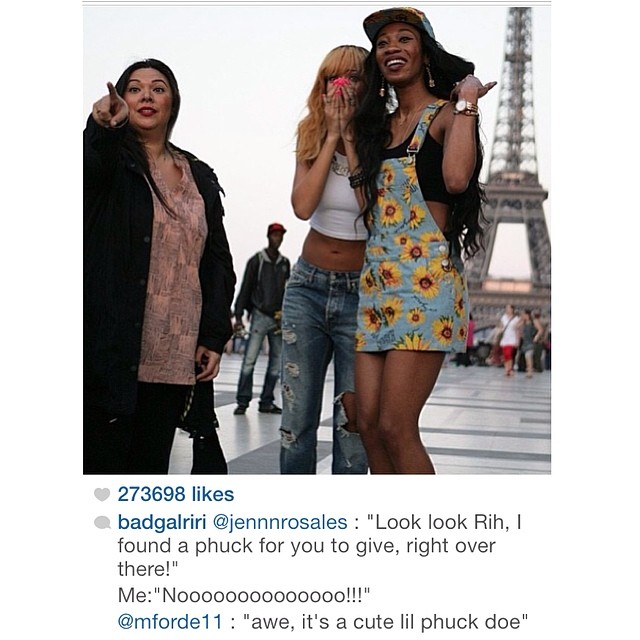 273698 likes
badgalriri @jennnrosales : "Look look Rih, I
found a phuck for you to give, right over
there!"
Me:"Noooooooooooooo!!!"
@mforde11 : "awe, it's a cute lil phuck doe"